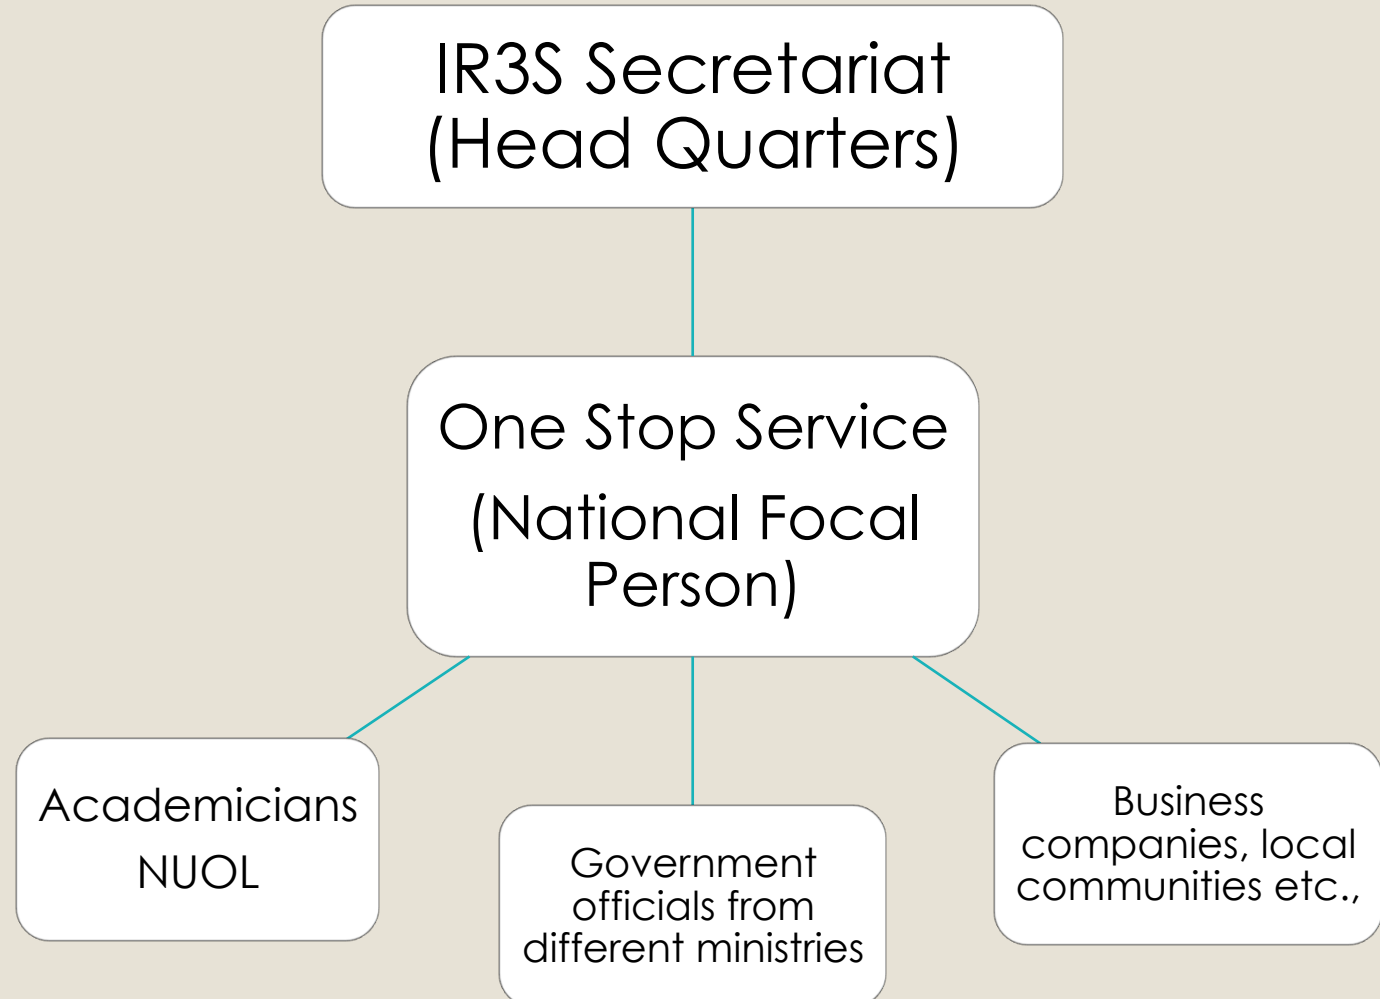 IR3S Secretariat
(Head Quarters)
One Stop Service
(National Focal
Person)
Academicians
NUOL
Government
officials from
different ministries
Business
companies, local
communities etc.,